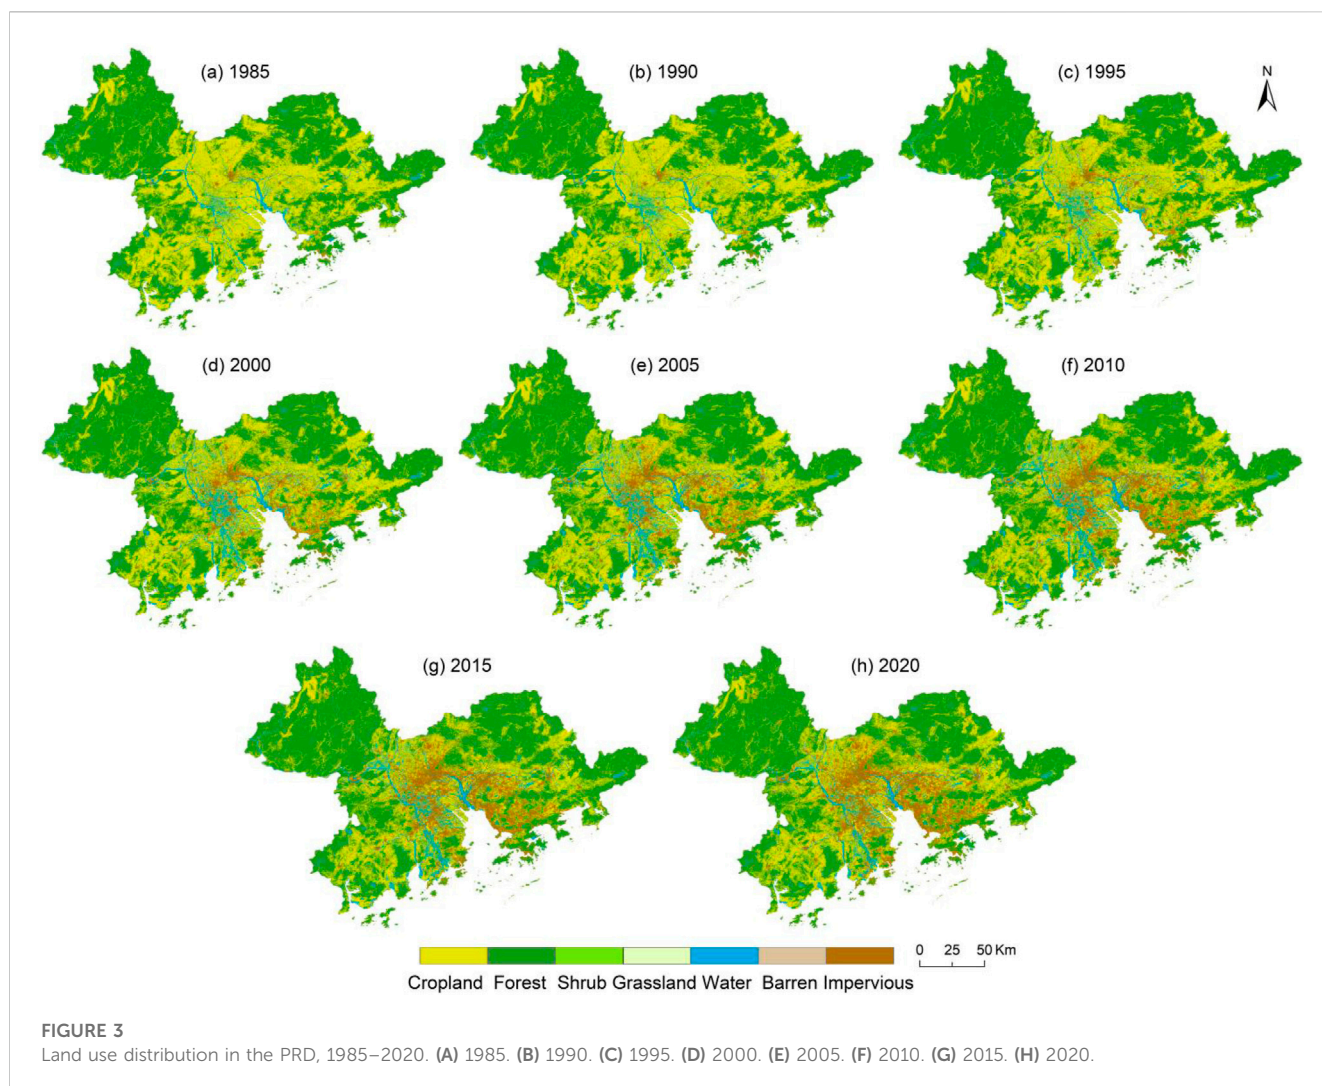 (a) 1985
(b) 1990
(c) 1995
N
(d) 2000
(e) 2005
(f) 2010
(g) 2015
(h) 2020
0 25 50 Km
Cropland Forest Shrub Grassland Water Barren Impervious
FIGURE 3
Land use distribution in the PRD, 1985–2020. (A) 1985. (B) 1990. (C) 1995. (D) 2000. (E) 2005. (F) 2010. (G) 2015. (H) 2020.